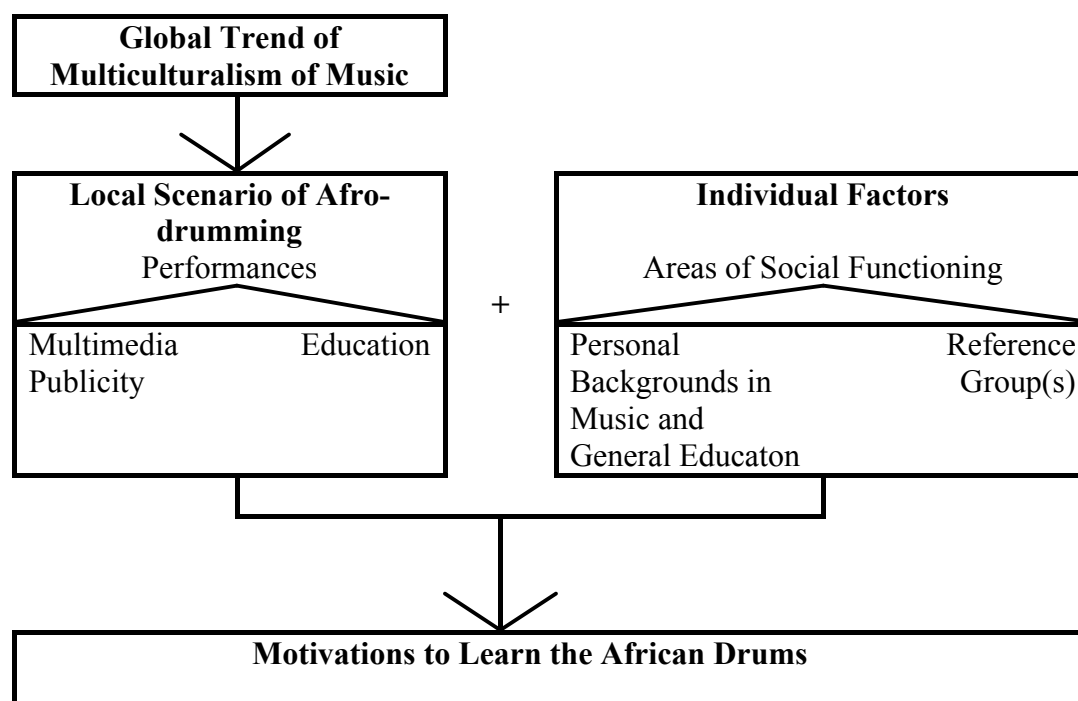 Global Trend of
Multiculturalism of Music
Local Scenario of Afro-
drumming
Performances
Multimedia
Publicity
Education
+
Individual Factors
Areas of Social Functioning
Personal
Backgrounds in
Music and
General Educaton
Reference
Group(s)
Motivations to Learn the African Drums